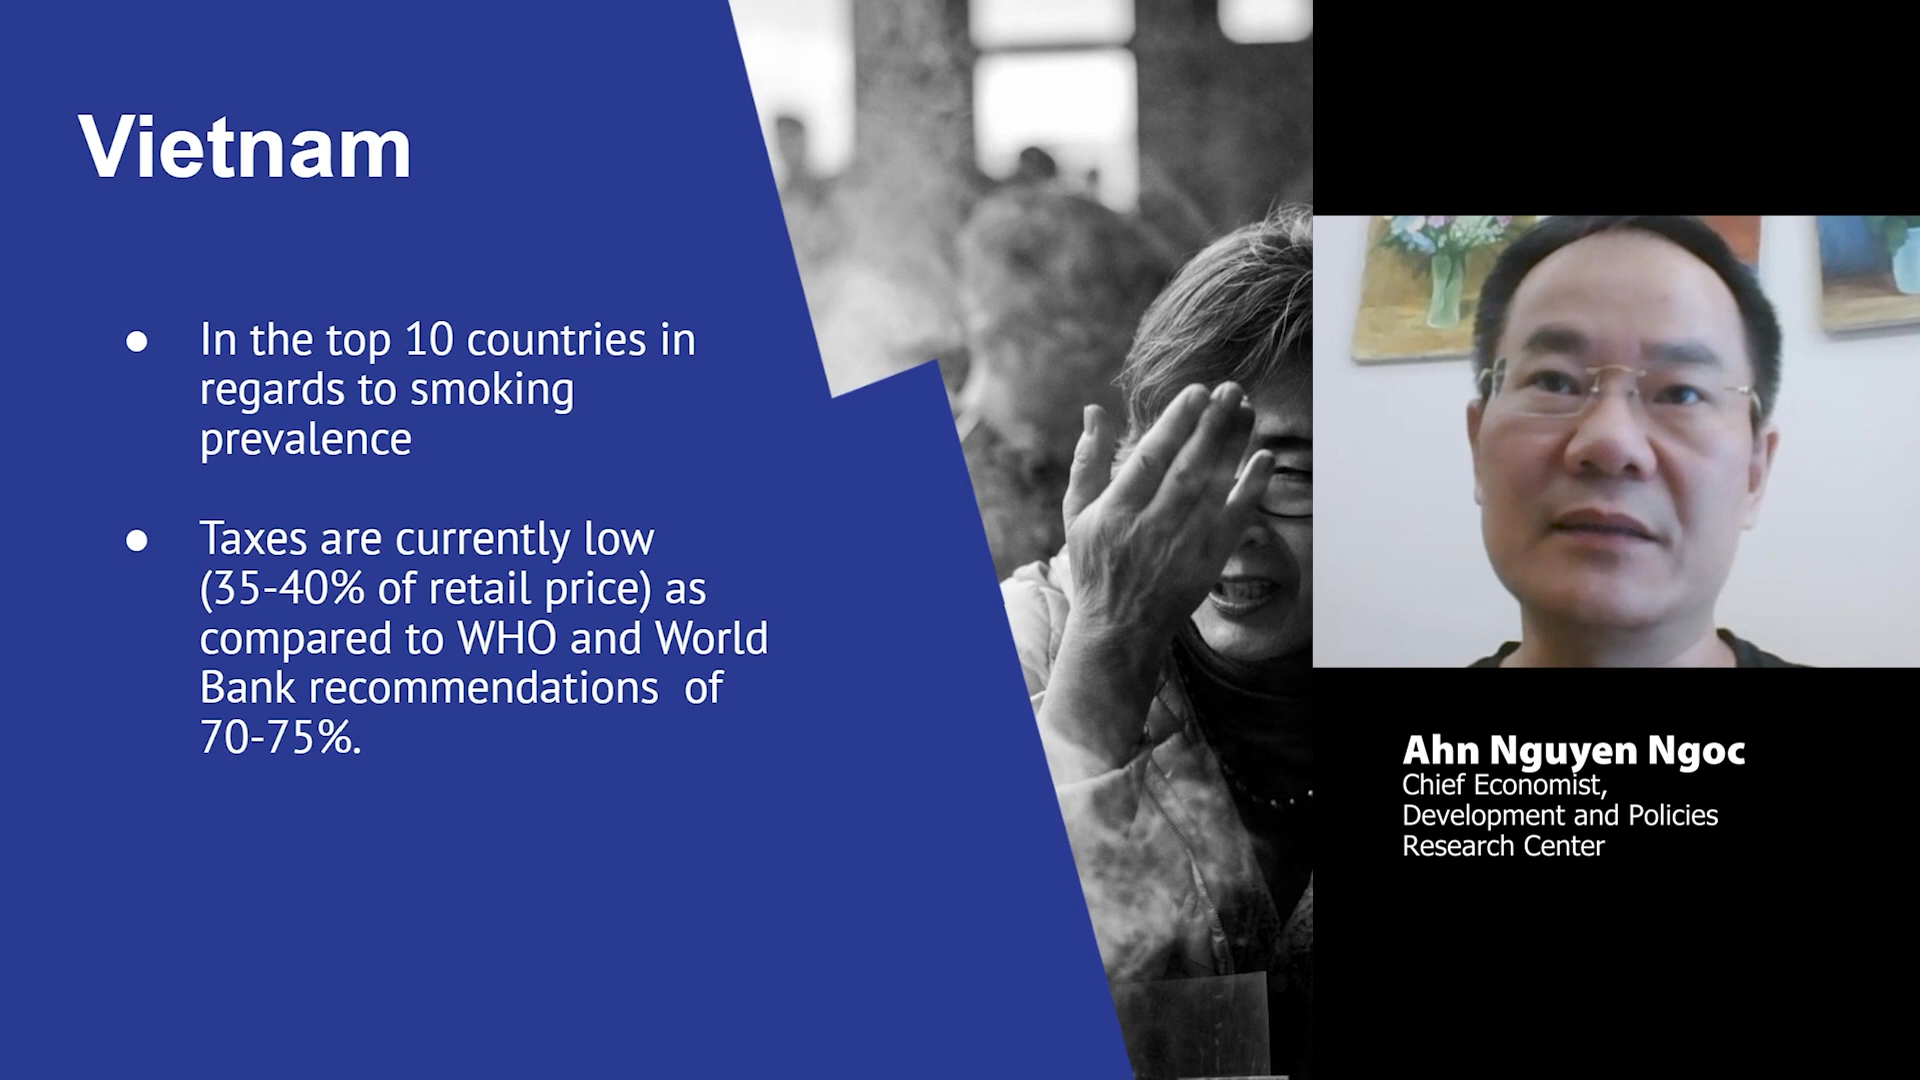 Vietnam
● In the top 10 countries in
regards to smoking
prevalence
● Taxes are currently low
(35-40% of retail price) as
compared to WHO and World
Bank recommendations  of
70-75%.
Ahn Nguyen Ngoc
Chief Economist,
Development and Policies
Research Center